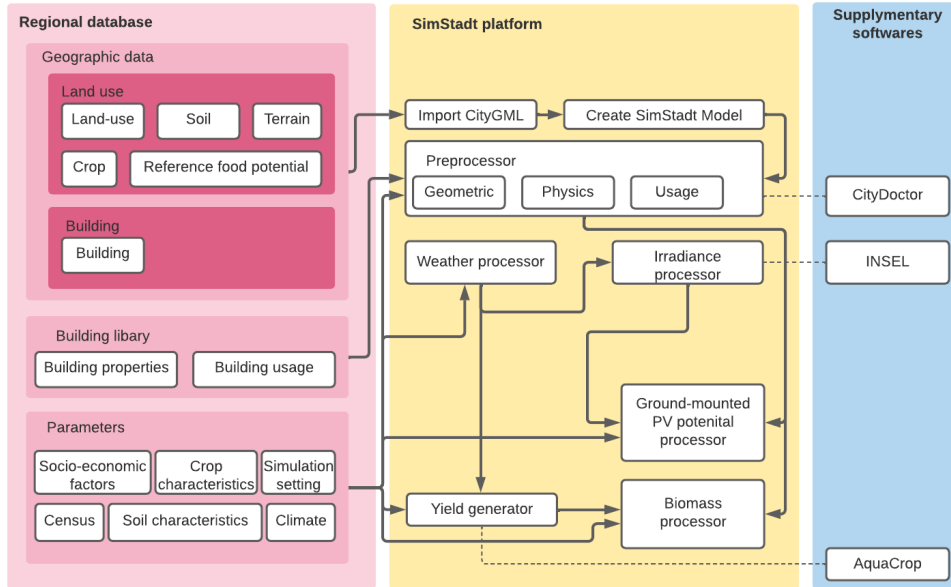 Regional database
Geographic data
Land use
Land-use
Soil
Terrain
Crop
Reference food potential
Building
Building
Building libary
Building properties
Building usage
Parameters
Socio-economic
factors
Crop
characteristics
Simulation
setting
Census
Soil characteristics
Climate
SimStadt platform
Import CityGML
Create SimStadt Model
Preprocessor
Geometric
Physics
Usage
Weather processor
Irradiance
processor
Ground-mounted
PV potenital
processor
Yield generator
Biomass
processor
Supplymentary
softwares
CityDoctor
INSEL
AquaCrop